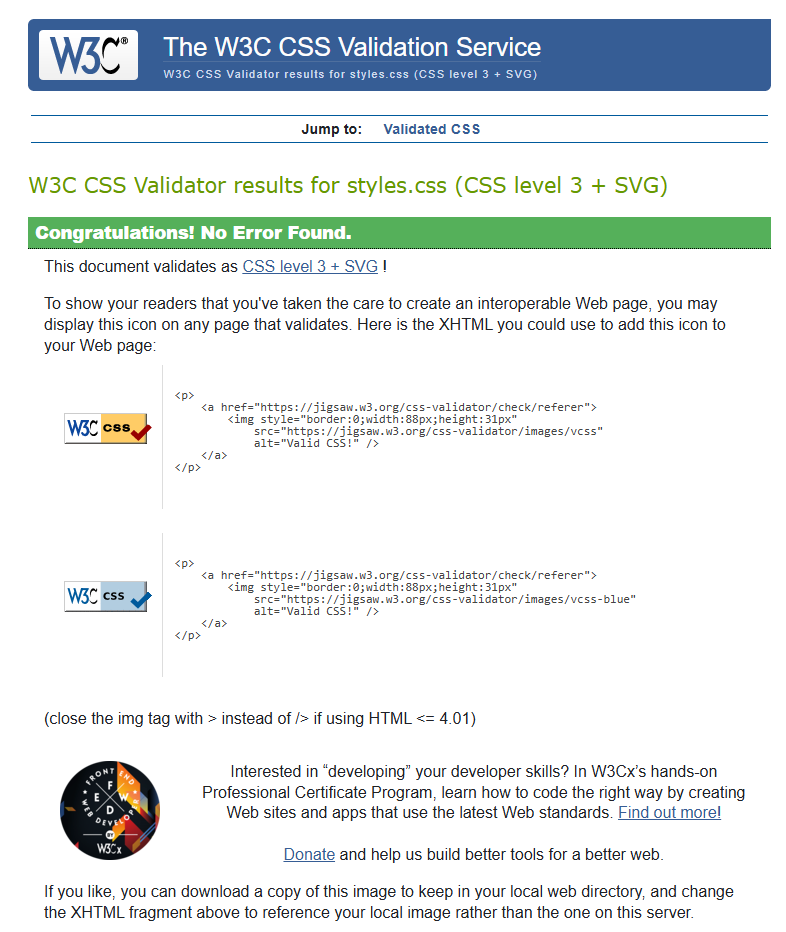 W3C®
The W3C CSS Validation Service
W3C CSS Validator results for styles.css (CSS level 3 + SVG)
Jump to: Validated CSS
W3C CSS Validator results for styles.css (CSS level 3 + SVG)
Congratulations! No Error Found.
This document validates as CSS level 3 + SVG !
To show your readers that you've taken the care to create an interoperable Web page, you may
display this icon on any page that validates. Here is the XHTML you could use to add this icon to
your Web page:
W3C css
<p>
<a href="https://jigsaw.w3.org/css-validator/check/referer">
<img style="border:0;width:88px;height:31px"
src="https://jigsaw.w3.org/css-validator/images/vcss"
alt="Valid CSS!" />
</a>
</p>
W3C css
<p>
<a href="https://jigsaw.w3.org/css-validator/check/referer">
<img style="border:0;width:88px;height:31px"
src="https://jigsaw.w3.org/css-validator/images/vcss-blue"
alt="Valid CSS!" />
</a>
</p>
(close the img tag with > instead of /> if using HTML <= 4.01)
FRONT END
F
E W
D
WEB DEVELOPER
BY
W3Cx
Interested in “developing” your developer skills? In W3Cx’s hands-on
Professional Certificate Program, learn how to code the right way by creating
Web sites and apps that use the latest Web standards. Find out more!
Donate and help us build better tools for a better web.
If you like, you can download a copy of this image to keep in your local web directory, and change
the XHTML fragment above to reference your local image rather than the one on this server.